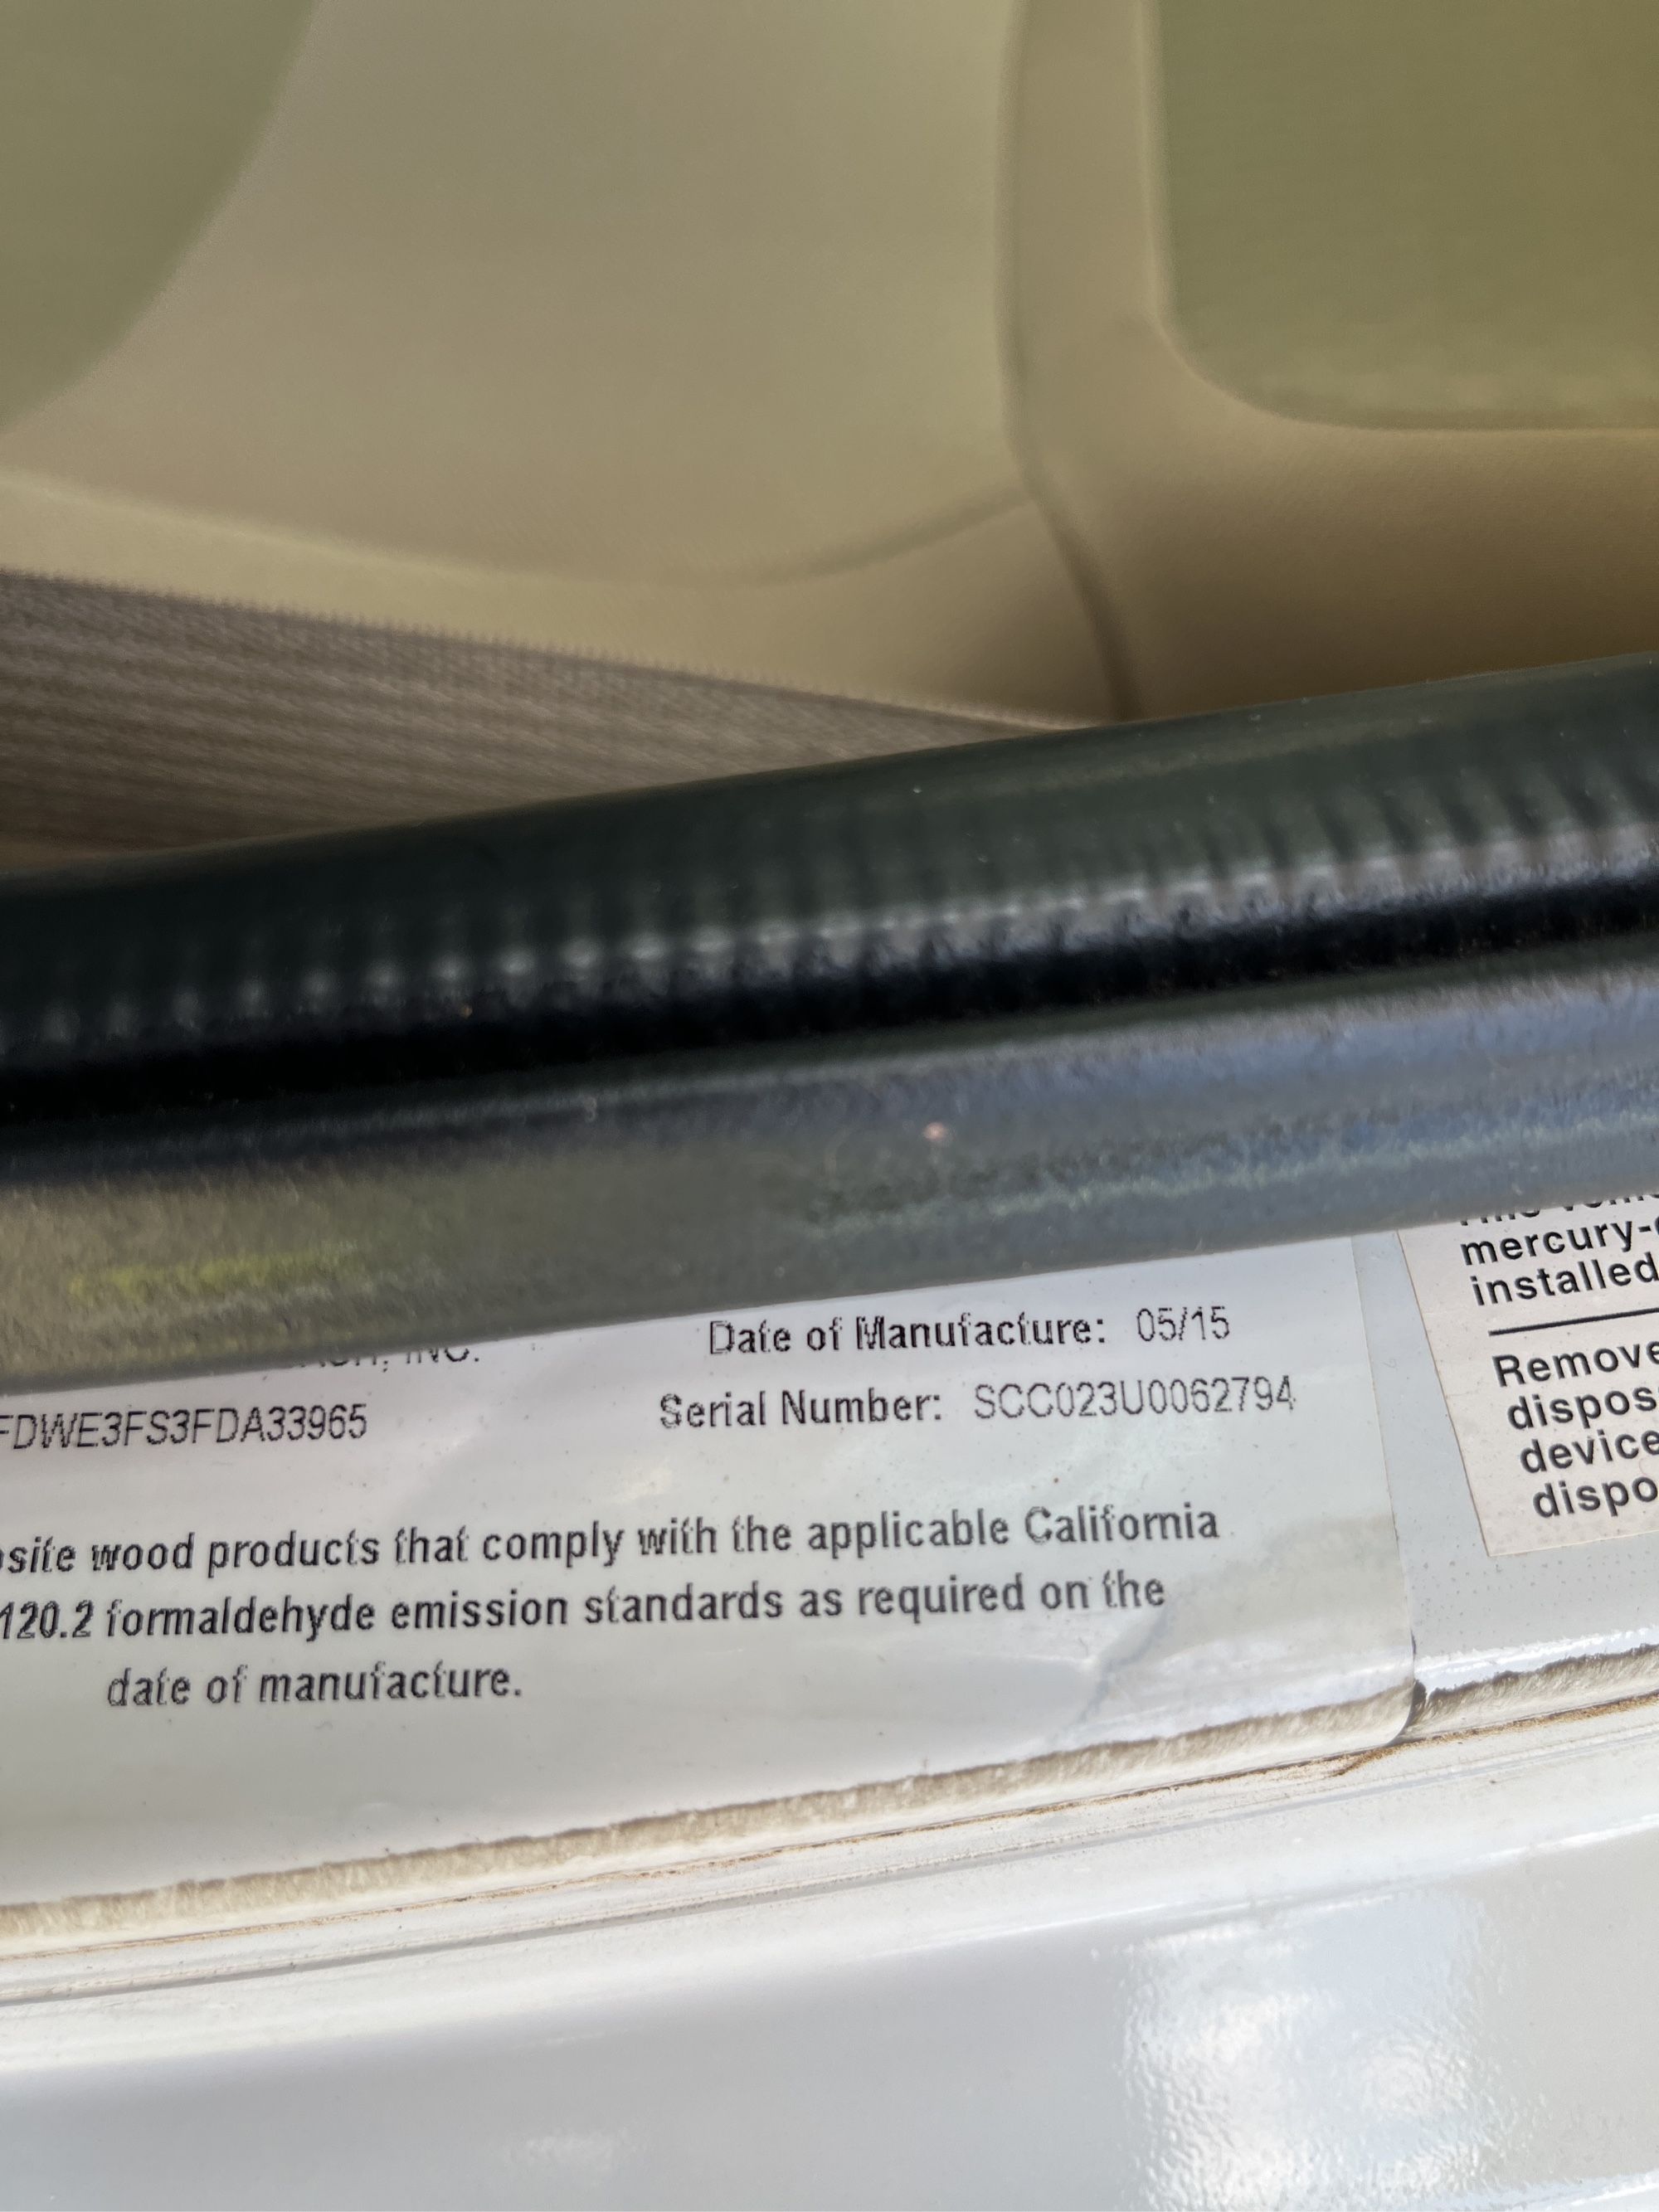 INC.
Date of Manufacture: 05/15
FDWE3FS3FDA33965
Serial Number: SCC023U0062794
site wood products that comply with the applicable California
120.2 formaldehyde emission standards as required on the
date of manufacture.
mercury-
installed
Remove
dispos
device
dispo